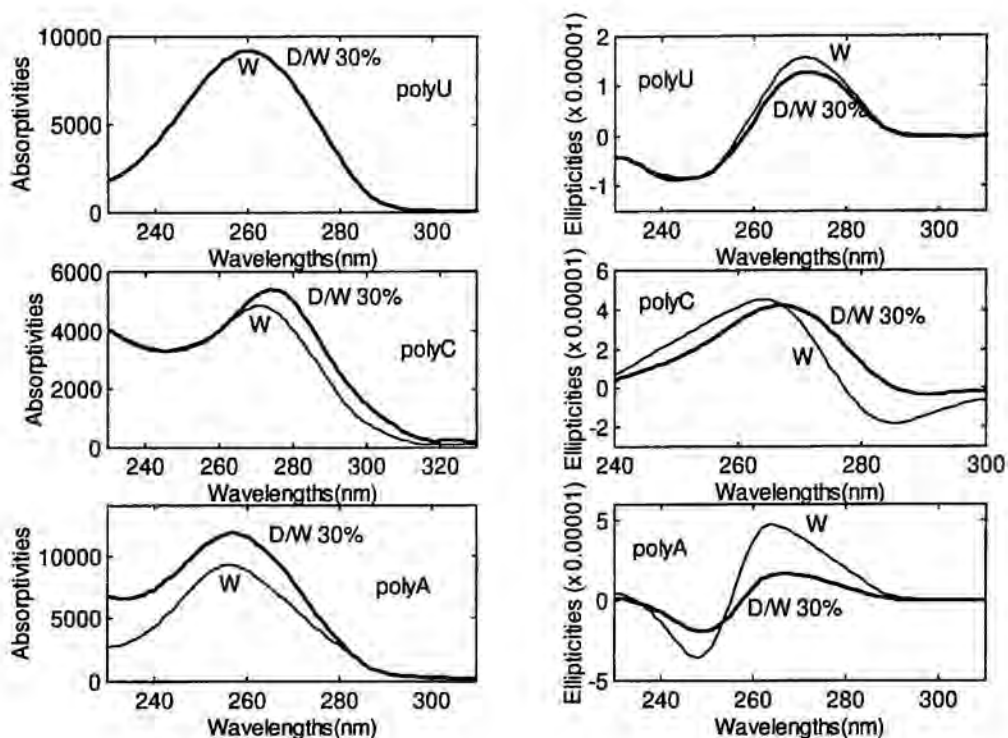 10000
5000
0
Absorptivities
D/W 30%
W
polyU
240 260 280 300
Wavelengths(nm)
2
1
0
-1
Ellipticities (x 0.00001)
polyU
W
D/W 30%
240 260 280 300
Wavelengths(nm)
6000
4000
2000
0
Absorptivities
D/W 30%
W
polyC
240 260 280 300 320
Wavelengths(nm)
6
4
2
0
-2
Ellipticities (x 0.00001)
polyC
D/W 30%
W
240 260 280 300
Wavelengths(nm)
10000
5000
0
Absorptivities
D/W 30%
W
polyA
240 260 280 300
Wavelengths(nm)
5
0
-5
Ellipticities (x 0.00001)
polyA
W
D/W 30%
240 260 280 300
Wavelengths(nm)